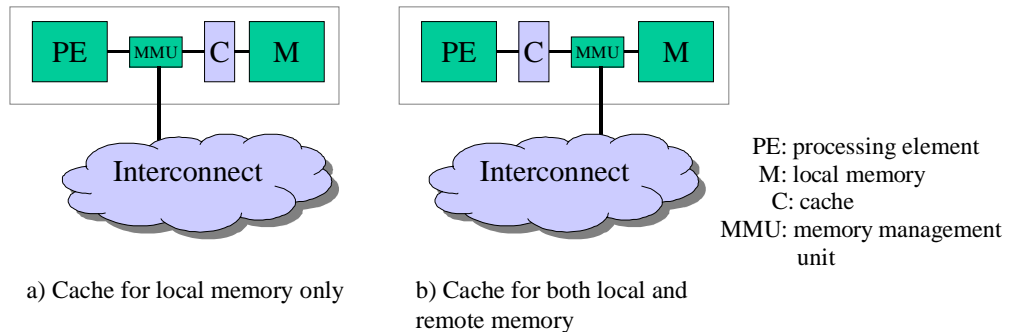 PE
MMU
C
M
Interconnect
a) Cache for local memory only
PE
C
MMU
M
Interconnect
b) Cache for both local and
remote memory
PE: processing element
M: local memory
C: cache
MMU: memory management
unit